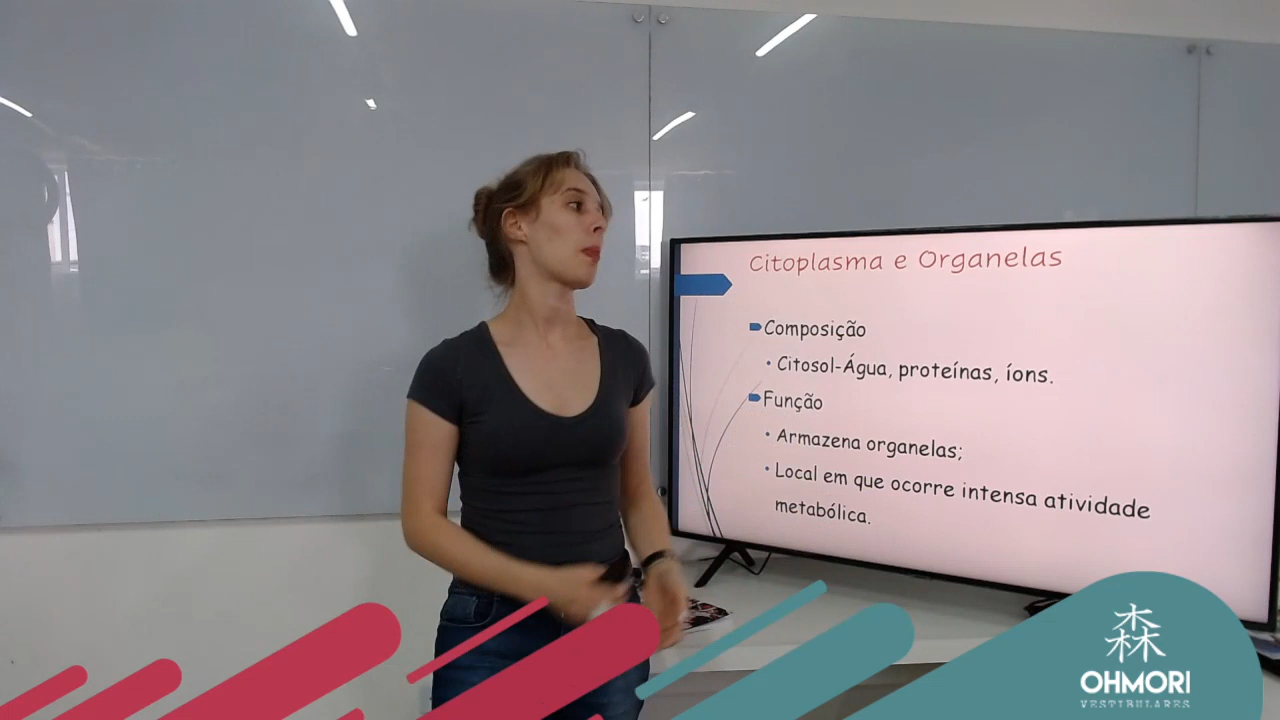 Citoplasma e Organelas
Composição
• Citosol-Água, proteínas, íons.
Função
• Armazena organelas;
• Local em que ocorre intensa atividade
metabólica.
森
OHMORI
VESTIBULARES